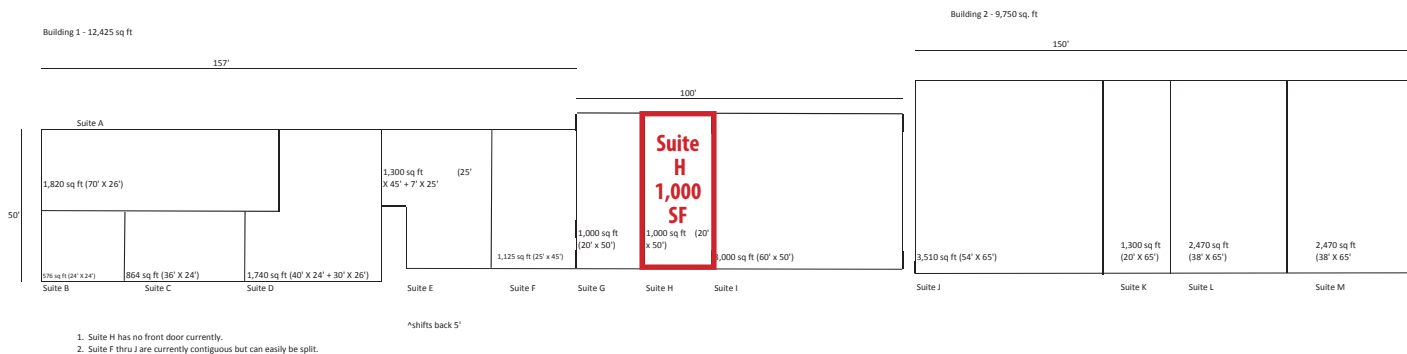 Building 2 - 9,750 sq. ft
Building 1 - 12,425 sq ft
150'
157'
100'
Suite A
Suite
H
1,000
SF
1,820 sq ft (70' X 26')
1,300 sq ft (25'
X 45' + 7' X 25'
50'
1,000 sq ft
(20' x 50')
1,000 sq ft (20'
x 50')
3,000 sq ft (60' x 50')
1,125 sq ft (25' x 45')
576 sq ft (24' X 24')
864 sq ft (36' X 24')
1,740 sq ft (40' X 24' + 30' X 26')
3,510 sq ft (54' X 65')
1,300 sq ft
(20' X 65')
2,470 sq ft
(38' X 65')
2,470 sq ft
(38' X 65'
Suite B
Suite C
Suite D
Suite E
Suite F
Suite G
Suite H
Suite I
Suite J
Suite K
Suite L
Suite M
^shifts back 5'
1. Suite H has no front door currently.
2. Suite F thru J are currently contiguous but can easily be split.